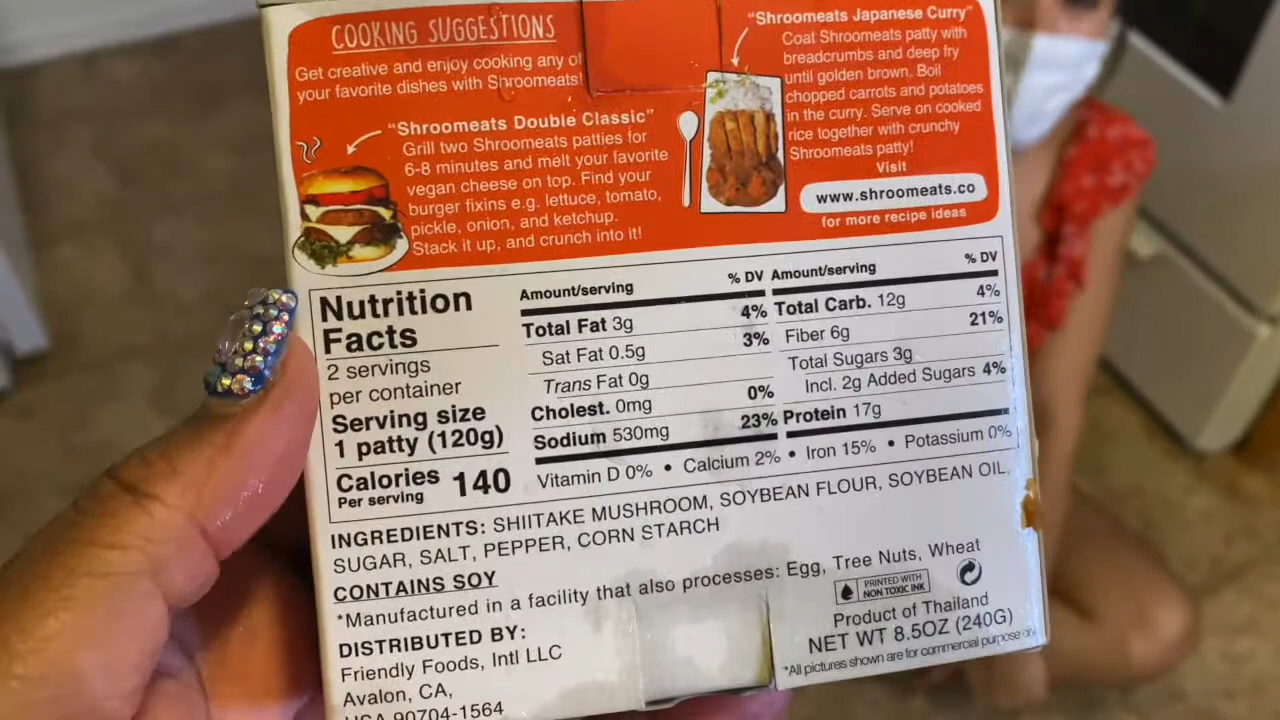 COOKING SUGGESTIONS
Get creative and enjoy cooking any of
your favorite dishes with Shroomeats!
"Shroomeats Double Classic"
Grill two Shroomeats patties for
6-8 minutes and melt your favorite
vegan cheese on top. Find your
burger fixins e.g. lettuce, tomato,
pickle, onion, and ketchup.
Stack it up, and crunch into it!
"Shroomeats Japanese Curry"
Coat Shroomeats patty with
breadcrumbs and deep fry
until golden brown. Boil
chopped carrots and potatoes
in the curry. Serve on cooked
rice together with crunchy
Shroomeats patty!
Visit
www.shroomeats.co
for more recipe ideas
Nutrition
Facts
2 servings
per container
Serving size
1 patty (120g)
Calories 140
Per serving
Amount/serving % DV
Total Fat 3g 4%
Sat Fat 0.5g 3%
Trans Fat 0g
Cholest. 0mg 0%
Sodium 530mg 23%
Amount/serving % DV
Total Carb. 12g 4%
Fiber 6g 21%
Total Sugars 3g
Incl. 2g Added Sugars 4%
Protein 17g
Vitamin D 0% • Calcium 2% • Iron 15% • Potassium 0%
INGREDIENTS: SHIITAKE MUSHROOM, SOYBEAN FLOUR, SOYBEAN OIL,
SUGAR, SALT, PEPPER, CORN STARCH
CONTAINS SOY
*Manufactured in a facility that also processes: Egg, Tree Nuts, Wheat
DISTRIBUTED BY:
Friendly Foods, Intl LLC
Avalon, CA,
USA 90704-1564
PRINTED WITH
NON TOXIC INK
Product of Thailand
NET WT 8.5OZ (240G)
*All pictures shown are for commercial purpose